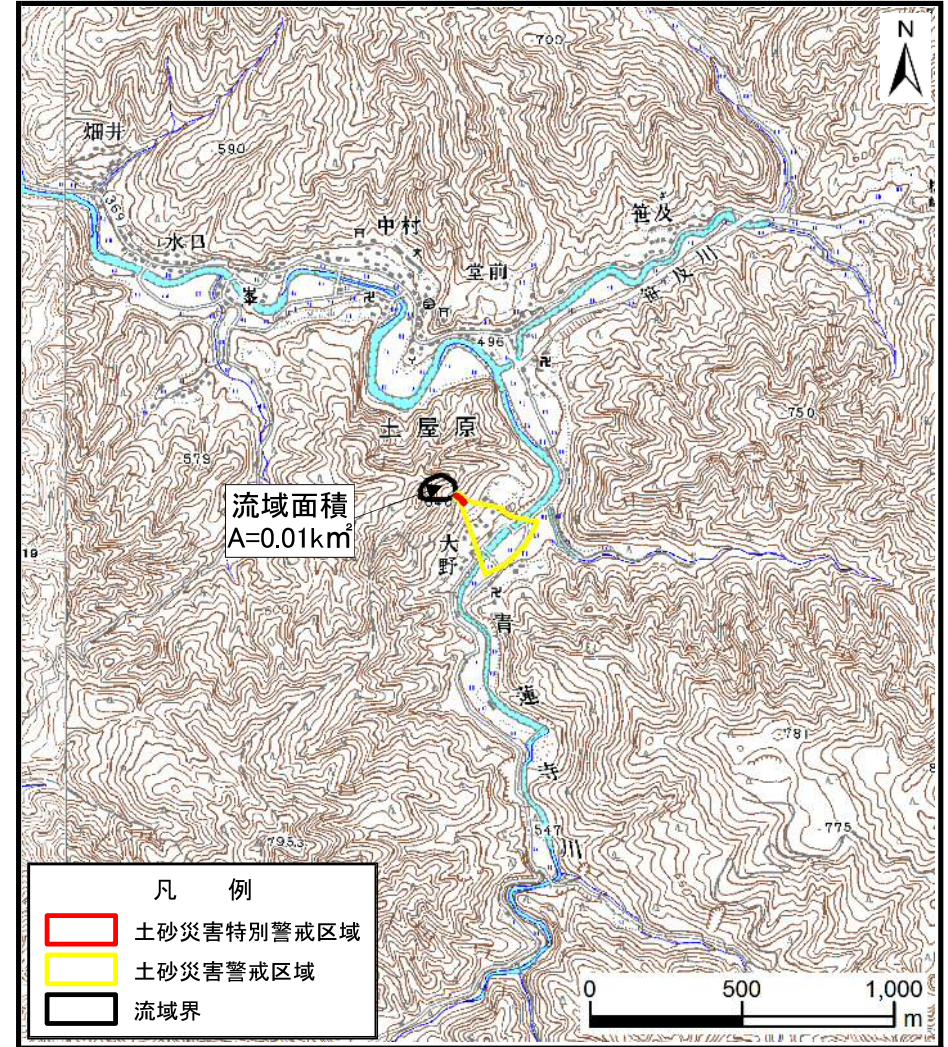 N
700
畑井
590
369
中村
笹及
水口
堂前
笹及川
峯
496
土屋原
750
579
流域面積
A=0.01km²
大野
19
青蓮寺川
781
775
7953
547
凡 例
土砂災害特別警戒区域
土砂災害警戒区域
流域界
0 500 1,000
m